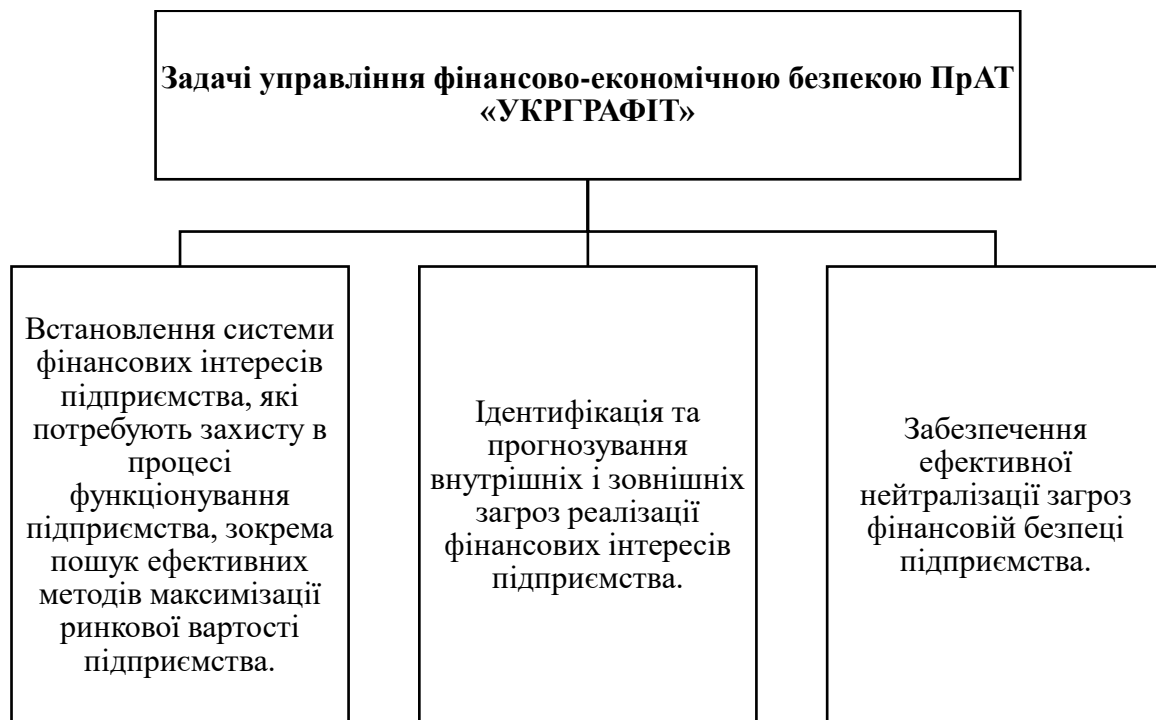 Задачі управління фінансово-економічною безпекою ПрАТ
«УКРГРАФІТ»
Встановлення системи
фінансових інтересів
підприємства, які
потребують захисту в
процесі
функціонування
підприємства, зокрема
пошук ефективних
методів максимізації
ринкової вартості
підприємства.
Ідентифікація та
прогнозування
внутрішніх і зовнішніх
загроз реалізації
фінансових інтересів
підприємства.
Забезпечення
ефективної
нейтралізації загроз
фінансовій безпеці
підприємства.